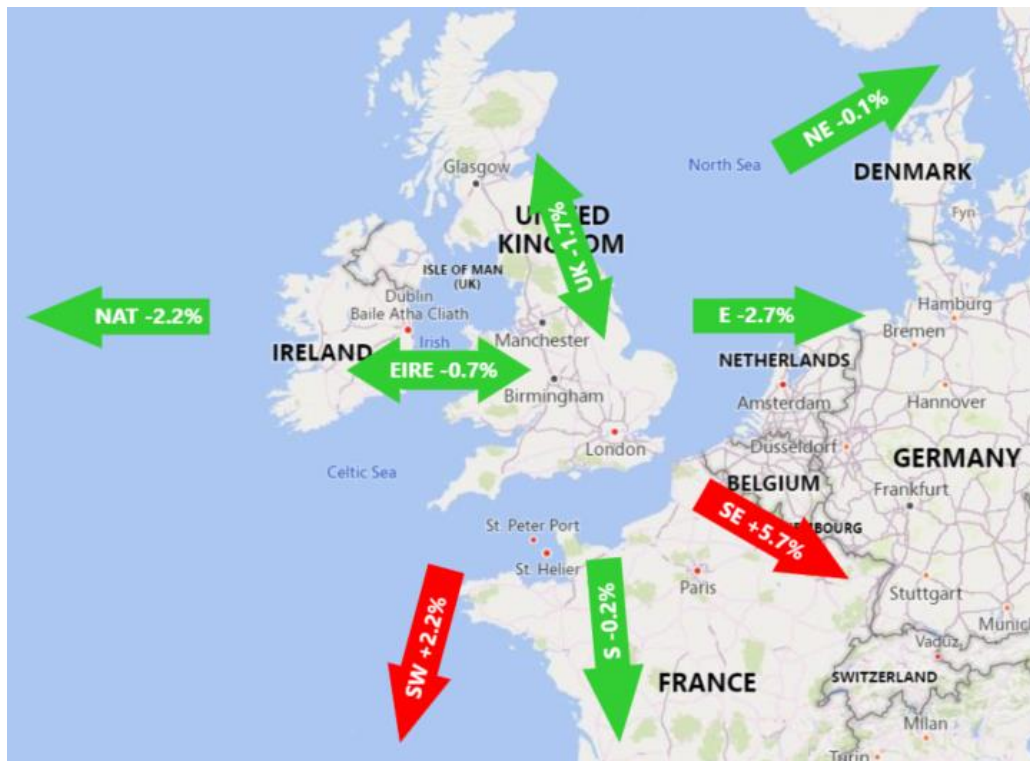 NE -0.1%
North Sea
DENMARK
Glasgow
Fyn
UNITED
KINGDOM
UK -1.7%
ISLE OF MAN
(UK)
Dublin
Baile Atha Cliath
Hamburg
NAT -2.2%
E -2.7%
Bremen
Irish
Manchester
IRELAND
NETHERLANDS
EIRE -0.7%
Birmingham
Amsterdam
Hannover
London
Dusseldorf
GERMANY
Celtic Sea
BELGIUM
Frankfurt
SE +5.7%
St. Peter Port
St. Helier
Paris
Stuttgart
Munich
SW +2.2%
S -0.2%
Vaduz
FRANCE
SWITZERLAND
Milan
Turin